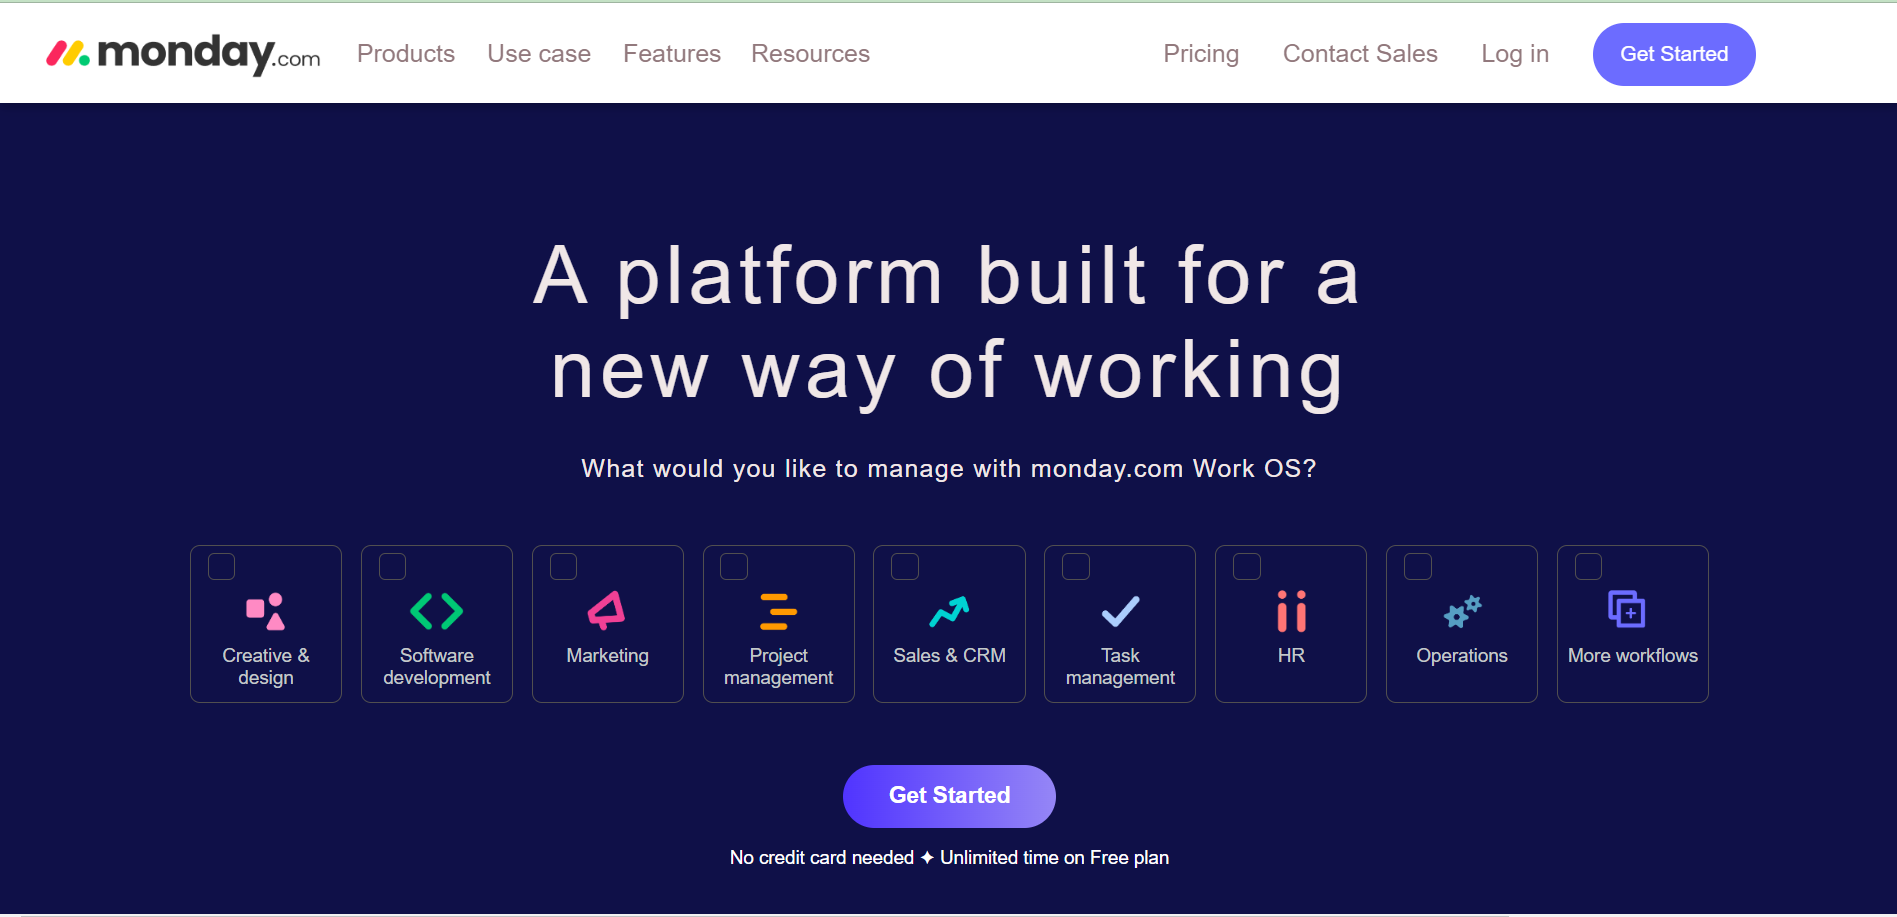 monday.com
Products Use case Features Resources
Pricing Contact Sales Log in Get Started
A platform built for a
new way of working
What would you like to manage with monday.com Work OS?
Creative &
design
Software
development
Marketing
Project
management
Sales & CRM
Task
management
HR
Operations
More workflows
Get Started
No credit card needed ✦ Unlimited time on Free plan